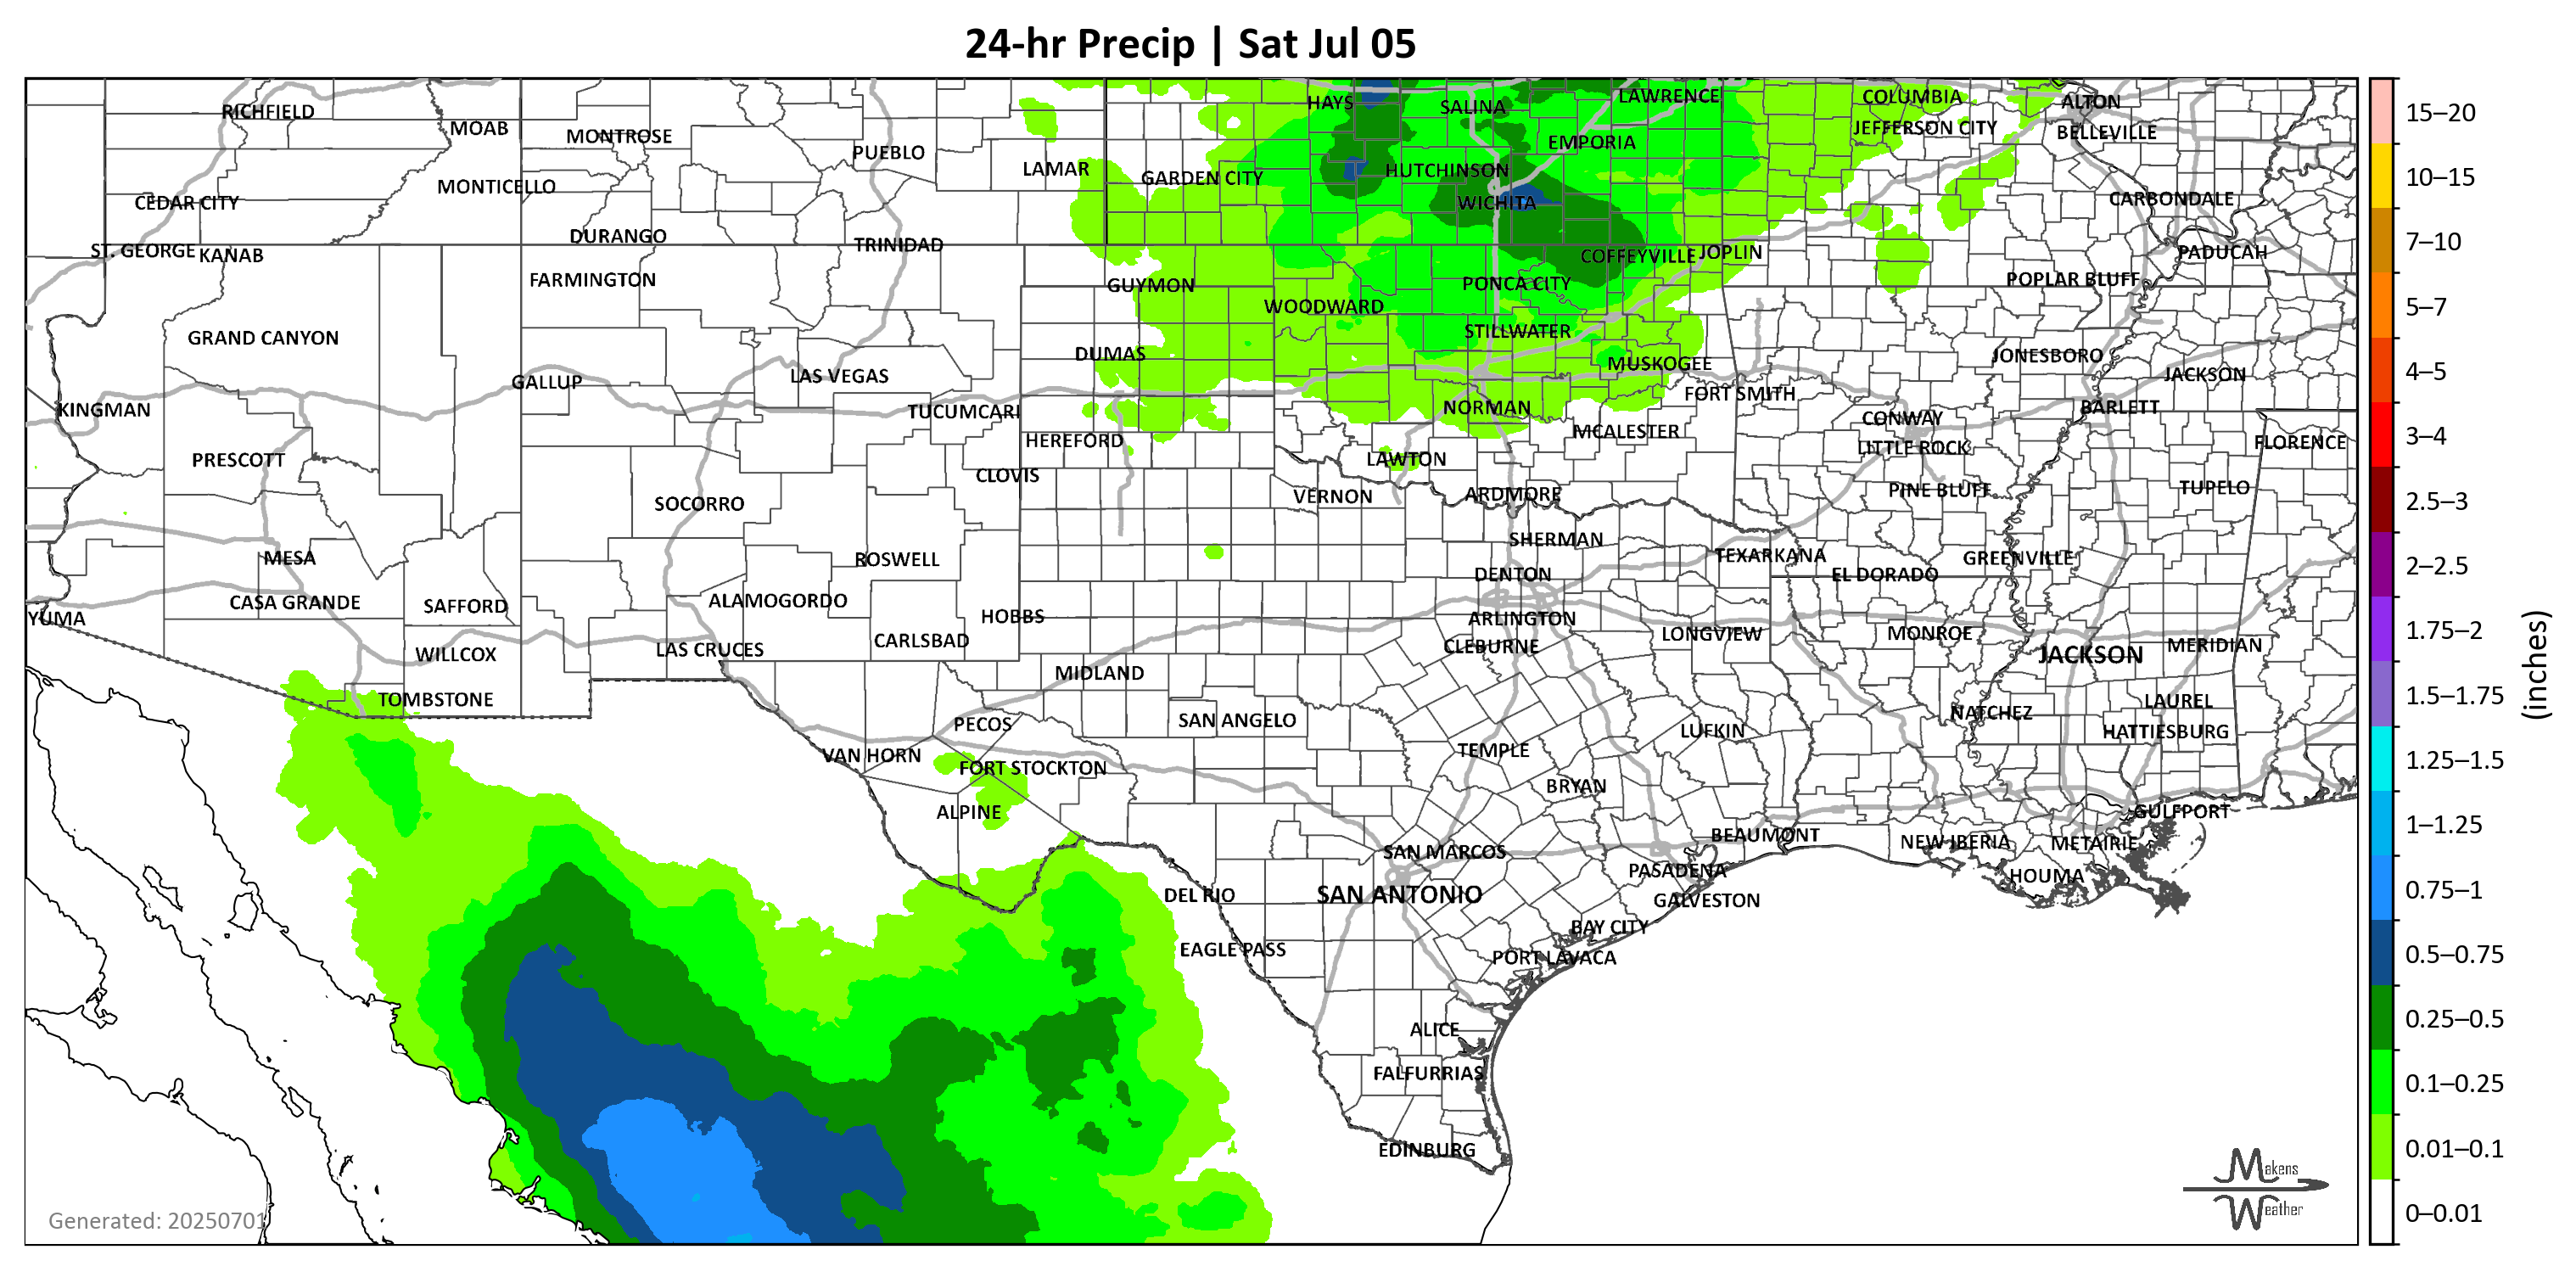 24-hr Precip | Sat Jul 05
RICHFIELD
MOAB
MONTROSE
PUEBLO
LAMAR
GARDEN CITY
HAYS
SALINA
LAWRENCE
EMPORIA
HUTCHINSON
WICHITA
COLUMBIA
JEFFERSON CITY
ALTON
BELLEVILLE
CARBONDALE
PADUCAH
CEDAR CITY
MONTICELLO
ST. GEORGE
KANAB
DURANGO
TRINIDAD
FARMINGTON
GUYMON
WOODWARD
PONCA CITY
COFFEYVILLE
JOPLIN
POPLAR BLUFF
GRAND CANYON
DUMAS
STILLWATER
MUSKOGEE
JONESBORO
JACKSON
KINGMAN
GALLUP
LAS VEGAS
TUCUMCARI
NORMAN
FORT SMITH
CONWAY
BARLETT
HEREFORD
MCALESTER
LITTLE ROCK
FLORENCE
PRESCOTT
CLOVIS
LAWTON
SOCORRO
VERNON
ARDMORE
PINE BLUFF
TUPELO
MESA
ROSWELL
SHERMAN
TEXARKANA
GREENVILLE
DENTON
EL DORADO
YUMA
CASA GRANDE
SAFFORD
ALAMOGORDO
HOBBS
ARLINGTON
CLEBURNE
LONGVIEW
MONROE
JACKSON
MERIDIAN
WILLCOX
LAS CRUCES
CARLSBAD
MIDLAND
TOMBSTONE
PECOS
SAN ANGELO
LUFKIN
NATCHEZ
LAUREL
HATTIESBURG
VAN HORN
FORT STOCKTON
TEMPLE
BRYAN
ALPINE
BEAUMONT
GULFPORT
NEW IBERIA
METAIRIE
SAN MARCOS
PASADENA
HOUMA
DEL RIO
SAN ANTONIO
GALVESTON
EAGLE PASS
BAY CITY
PORT LAVACA
ALICE
FALFURRIAS
EDINBURG
Generated: 20250701
Makens
Weather
15–20
10–15
7–10
5–7
4–5
3–4
2.5–3
2–2.5
1.75–2
1.5–1.75
1.25–1.5
1–1.25
0.75–1
0.5–0.75
0.25–0.5
0.1–0.25
0.01–0.1
0–0.01
(inches)